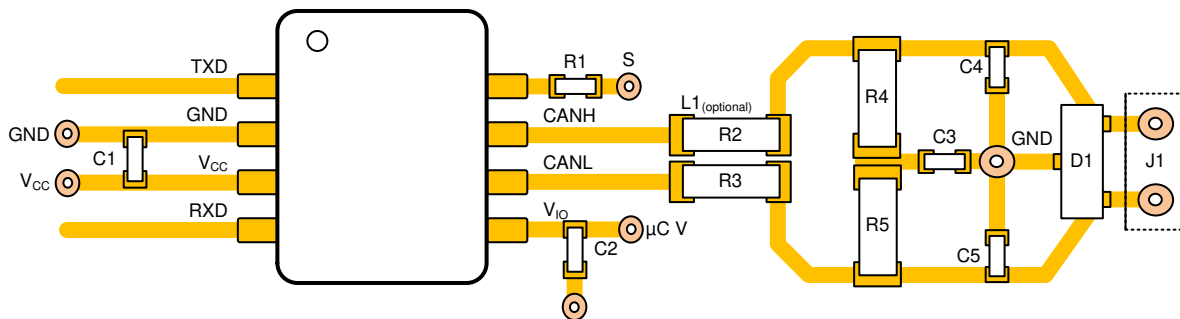 TXD
R1
S
C4
L1(optional)
R4
GND
GND
CANH
R2
C3
GND
C1
D1
J1
VCC
VCC
CANL
R3
RXD
VIO
µC V
R5
C2
C5